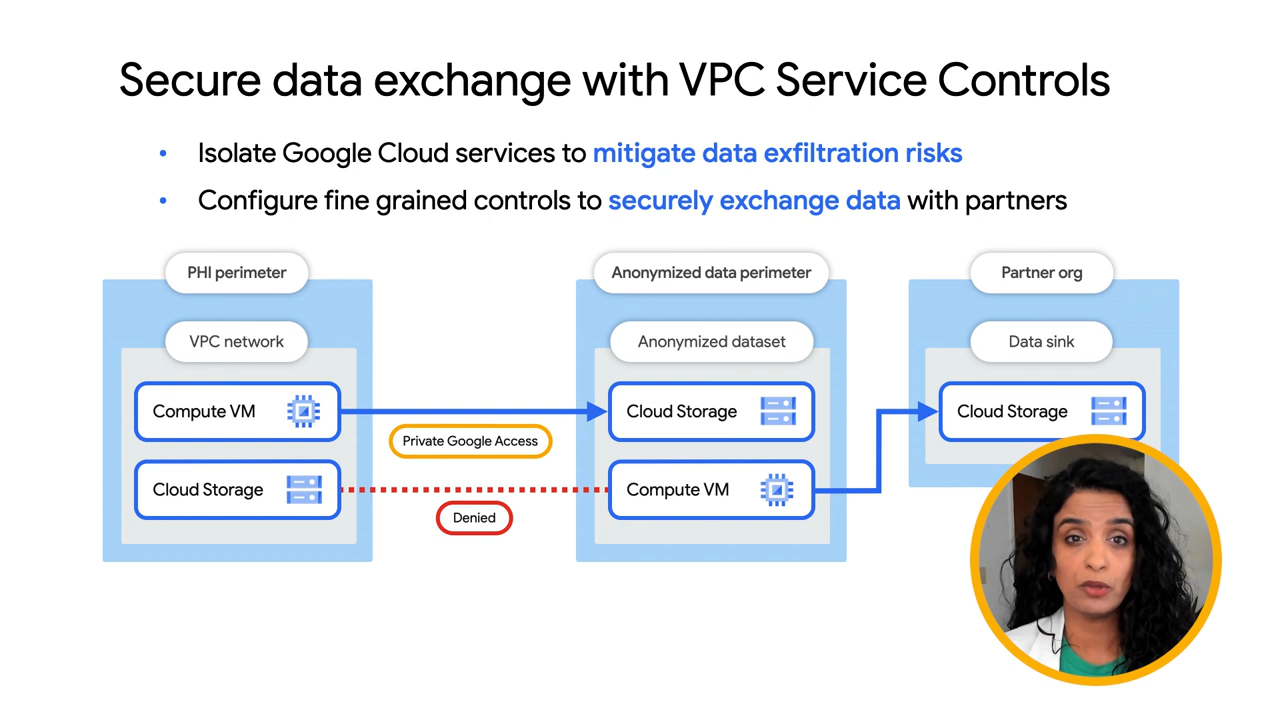 Secure data exchange with VPC Service Controls
• Isolate Google Cloud services to mitigate data exfiltration risks
• Configure fine grained controls to securely exchange data with partners
PHI perimeter
VPC network
Compute VM
Cloud Storage
Private Google Access
Denied
Anonymized data perimeter
Anonymized dataset
Cloud Storage
Compute VM
Partner org
Data sink
Cloud Storage